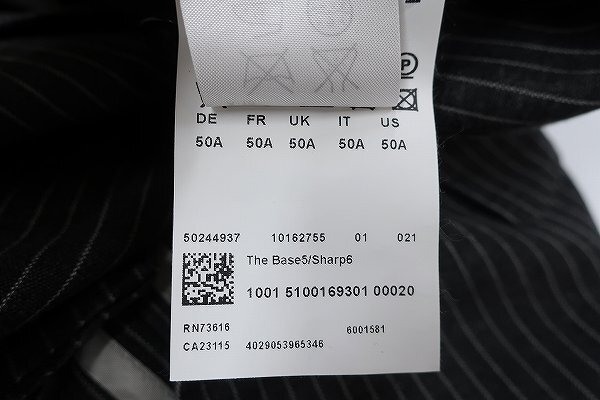 P
DE FR UK IT US
50A 50A 50A 50A 50A
50244937 10162755 01 021
The Base5/Sharp6
1001 5100169301 00020
RN73616 6001581
CA23115 4029053965346